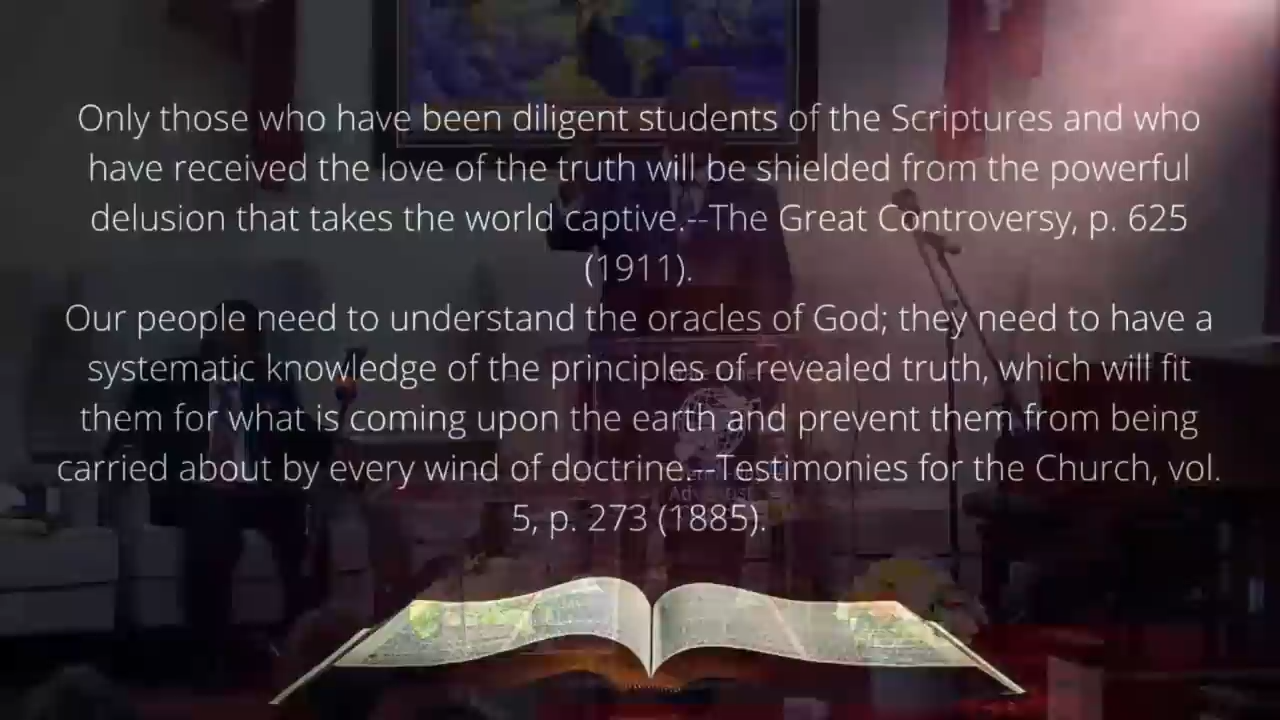 Only those who have been diligent students of the Scriptures and who
have received the love of the truth will be shielded from the powerful
delusion that takes the world captive.--The Great Controversy, p. 625
(1911).
Our people need to understand the oracles of God; they need to have a
systematic knowledge of the principles of revealed truth, which will fit
them for what is coming upon the earth and prevent them from being
carried about by every wind of doctrine.--Testimonies for the Church, vol.
5, p. 273 (1885).